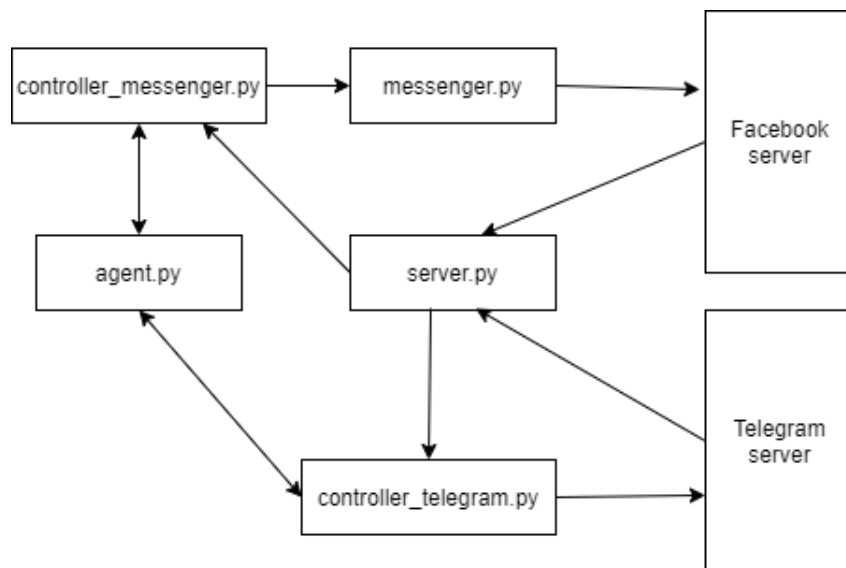 controller_messenger.py
messenger.py
Facebook
server
agent.py
server.py
Telegram
server
controller_telegram.py